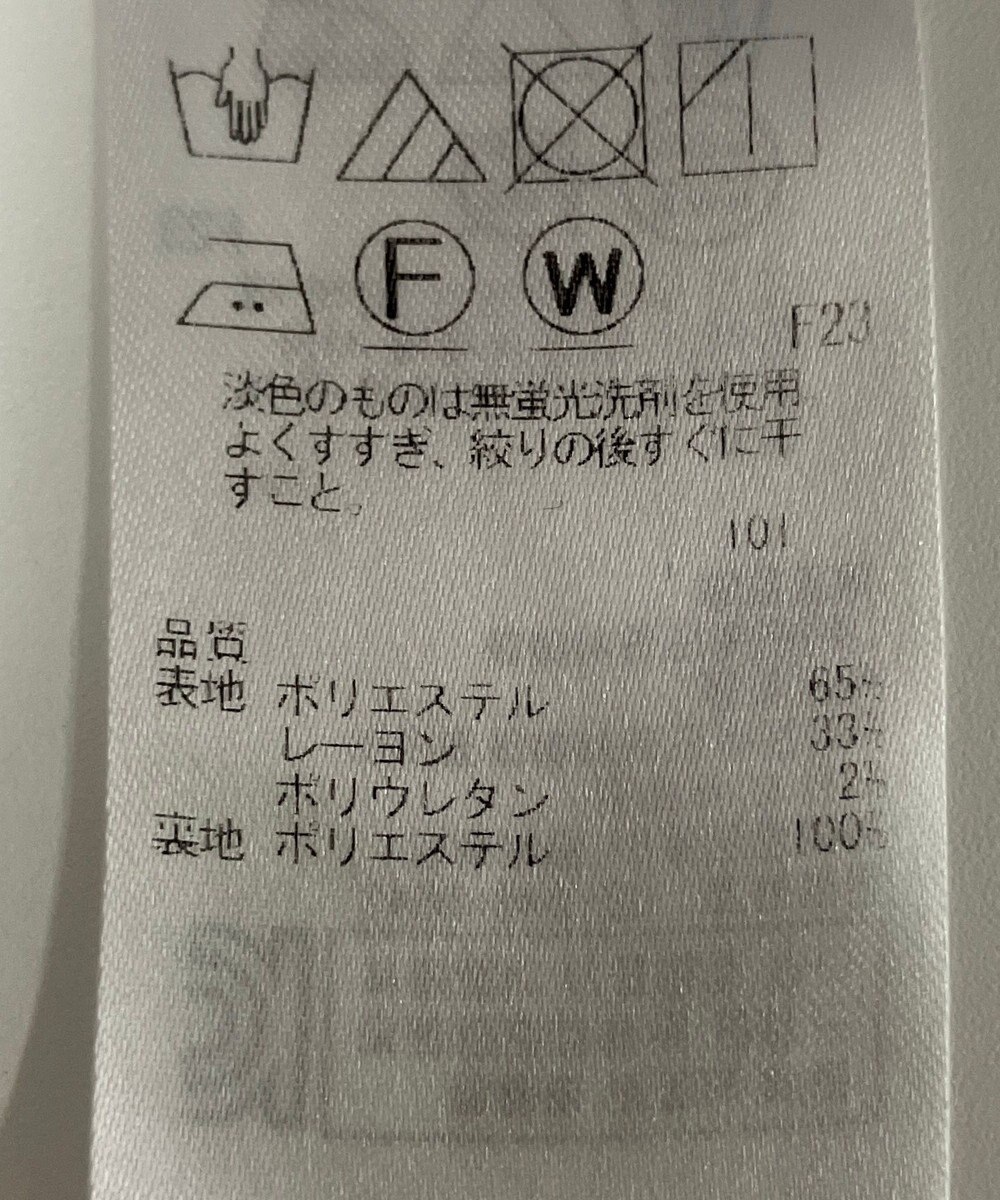 F W
F23
淡色のものは無蛍光洗剤を使用
よくすすぎ、絞りの後すぐに干
すこと。
101
品質
表地 ポリエステル 65%
レーヨン 33%
ポリウレタン 2%
裏地 ポリエステル 100%